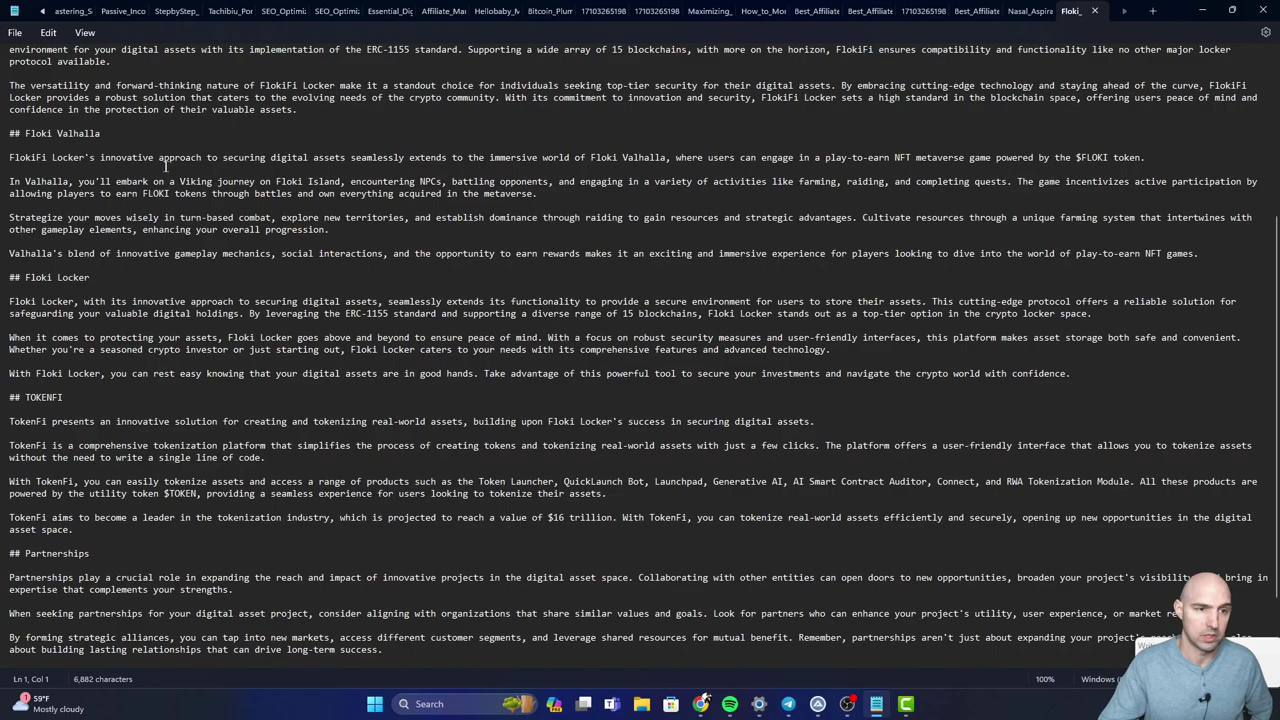 astering_S
Passive_Inco
StepbyStep_
Tachibiu_Por
SEO_Optimi
SEO_Optimi
Essential_Dig
Affiliate_Mar
Hellobaby_M
Bitcoin_Plum
17103265198
17103265198
Maximizing_
How_to_Mon
Best_Affiliate
Best_Affiliate
17103265198
Best_Affiliate
Nasal_Aspira
Floki_
File
Edit
View
environment for your digital assets with its implementation of the ERC-1155 standard. Supporting a wide array of 15 blockchains, with more on the horizon, FlokiFi ensures compatibility and functionality like no other major locker
protocol available.
The versatility and forward-thinking nature of FlokiFi Locker make it a standout choice for individuals seeking top-tier security for their digital assets. By embracing cutting-edge technology and staying ahead of the curve, FlokiFi
Locker provides a robust solution that caters to the evolving needs of the crypto community. With its commitment to innovation and security, FlokiFi Locker sets a high standard in the blockchain space, offering users peace of mind and
confidence in the protection of their valuable assets.
## Floki Valhalla
FlokiFi Locker's innovative approach to securing digital assets seamlessly extends to the immersive world of Floki Valhalla, where users can engage in a play-to-earn NFT metaverse game powered by the $FLOKI token.
In Valhalla, you'll embark on a Viking journey on Floki Island, encountering NPCs, battling opponents, and engaging in a variety of activities like farming, raiding, and completing quests. The game incentivizes active participation by
allowing players to earn FLOKI tokens through battles and own everything acquired in the metaverse.
Strategize your moves wisely in turn-based combat, explore new territories, and establish dominance through raiding to gain resources and strategic advantages. Cultivate resources through a unique farming system that intertwines with
other gameplay elements, enhancing your overall progression.
Valhalla's blend of innovative gameplay mechanics, social interactions, and the opportunity to earn rewards makes it an exciting and immersive experience for players looking to dive into the world of play-to-earn NFT games.
## Floki Locker
Floki Locker, with its innovative approach to securing digital assets, seamlessly extends its functionality to provide a secure environment for users to store their assets. This cutting-edge protocol offers a reliable solution for
safeguarding your valuable digital holdings. By leveraging the ERC-1155 standard and supporting a diverse range of 15 blockchains, Floki Locker stands out as a top-tier option in the crypto locker space.
When it comes to protecting your assets, Floki Locker goes above and beyond to ensure peace of mind. With a focus on robust security measures and user-friendly interfaces, this platform makes asset storage both safe and convenient.
Whether you're a seasoned crypto investor or just starting out, Floki Locker caters to your needs with its comprehensive features and advanced technology.
With Floki Locker, you can rest easy knowing that your digital assets are in good hands. Take advantage of this powerful tool to secure your investments and navigate the crypto world with confidence.
## TOKENFI
TokenFi presents an innovative solution for creating and tokenizing real-world assets, building upon Floki Locker's success in securing digital assets.
TokenFi is a comprehensive tokenization platform that simplifies the process of creating tokens and tokenizing real-world assets with just a few clicks. The platform offers a user-friendly interface that allows you to tokenize assets
without the need to write a single line of code.
With TokenFi, you can easily tokenize assets and access a range of products such as the Token Launcher, QuickLaunch Bot, Launchpad, Generative AI, AI Smart Contract Auditor, Connect, and RWA Tokenization Module. All these products are
powered by the utility token $TOKEN, providing a seamless experience for users looking to tokenize their assets.
TokenFi aims to become a leader in the tokenization industry, which is projected to reach a value of $16 trillion. With TokenFi, you can tokenize real-world assets efficiently and securely, opening up new opportunities in the digital
asset space.
## Partnerships
Partnerships play a crucial role in expanding the reach and impact of innovative projects in the digital asset space. Collaborating with other entities can open doors to new opportunities, broaden your project's visibility bring in
expertise that complements your strengths.
When seeking partnerships for your digital asset project, consider aligning with organizations that share similar values and goals. Look for partners who can enhance your project's utility, user experience, or market
By forming strategic alliances, you can tap into new markets, access different customer segments, and leverage shared resources for mutual benefit. Remember, partnerships aren't just about expanding your project's
about building lasting relationships that can drive long-term success.
Ln 1, Col 1
6,882 characters
100%
Windows (
1
59°F
Mostly cloudy
Search